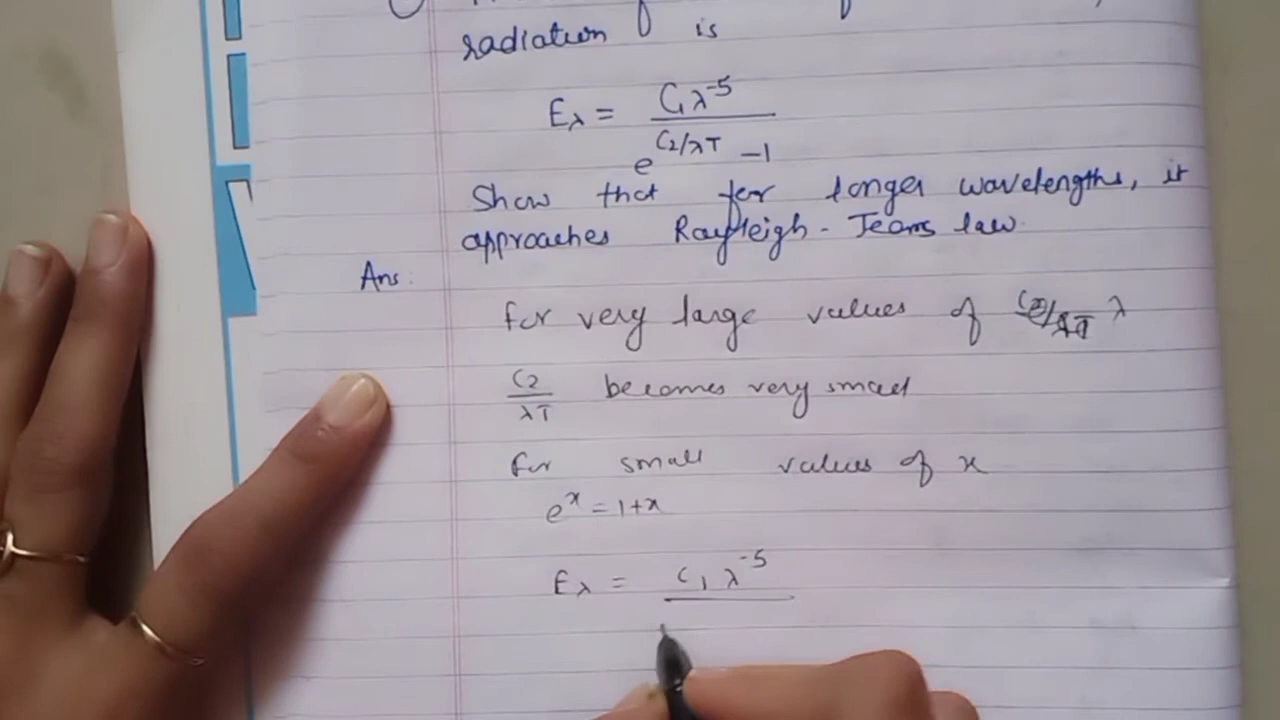 radiation is
Eλ = C₁λ⁻⁵ / e^(C₂/λT) - 1
Show that for longer wavelengths, it
approaches Rayleigh - Jeans law.
Ans:
for very large values of λ
C₂/λT becomes very small
for small values of x
eˣ = 1+x
Eλ = C₁ λ⁻⁵